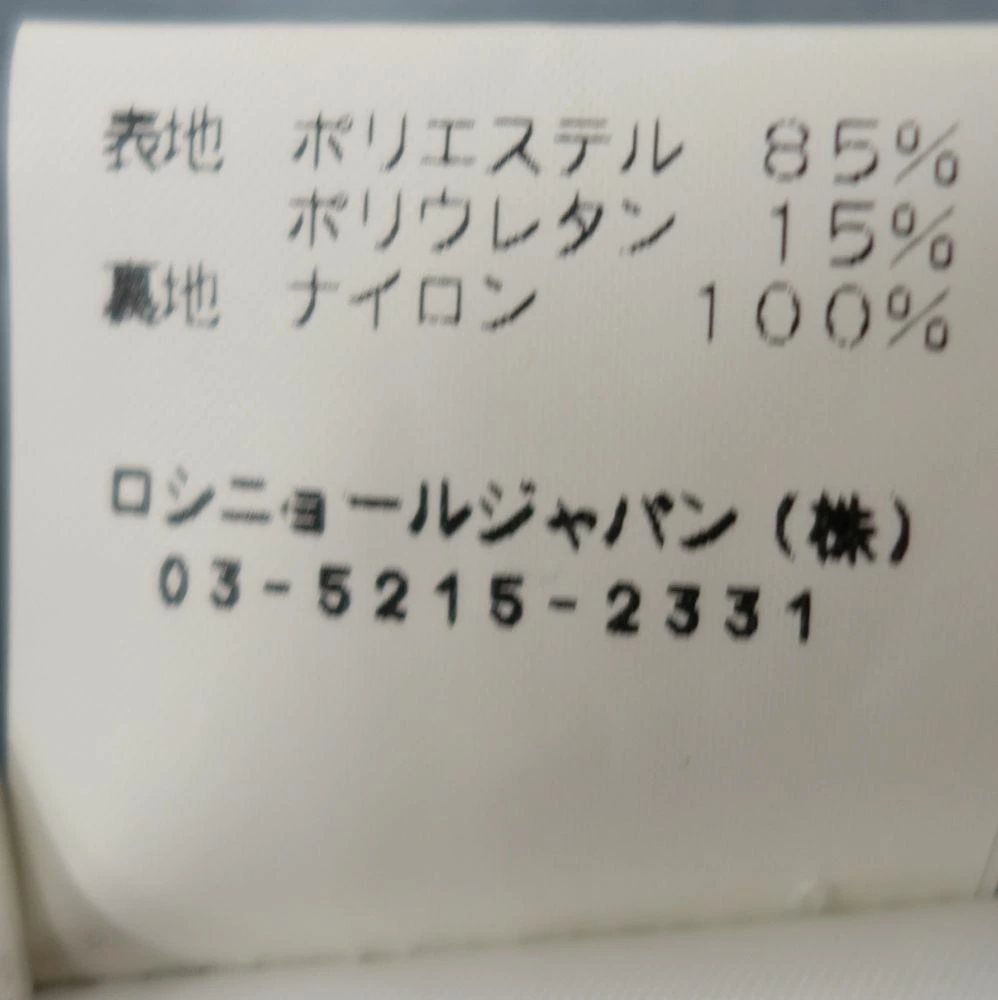 表地 ポリエステル 85%
ポリウレタン 15%
裏地 ナイロン 100%
ロシニョールジャパン(株)
03-5215-2331